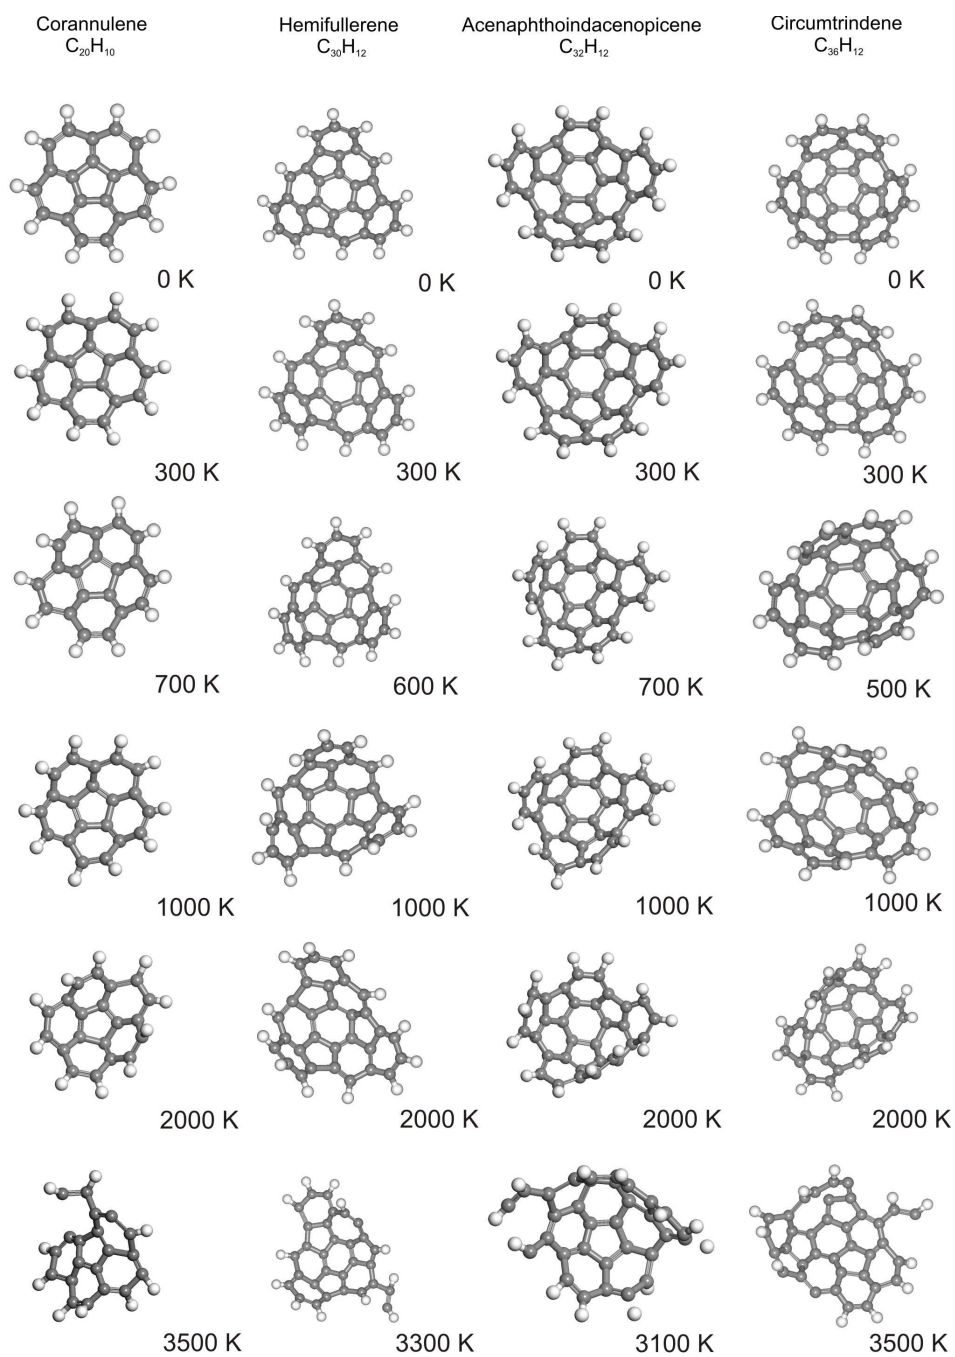 Corannulene Hemifullerene Acenaphthoindacenopicene Circumtrindene
C₂₀H₁₀ C₃₀H₁₂ C₃₂H₁₂ C₃₆H₁₂
0 K 0 K 0 K 0 K
300 K 300 K 300 K 300 K
700 K 600 K 700 K 500 K
1000 K 1000 K 1000 K 1000 K
2000 K 2000 K 2000 K 2000 K
3500 K 3300 K 3100 K 3500 K